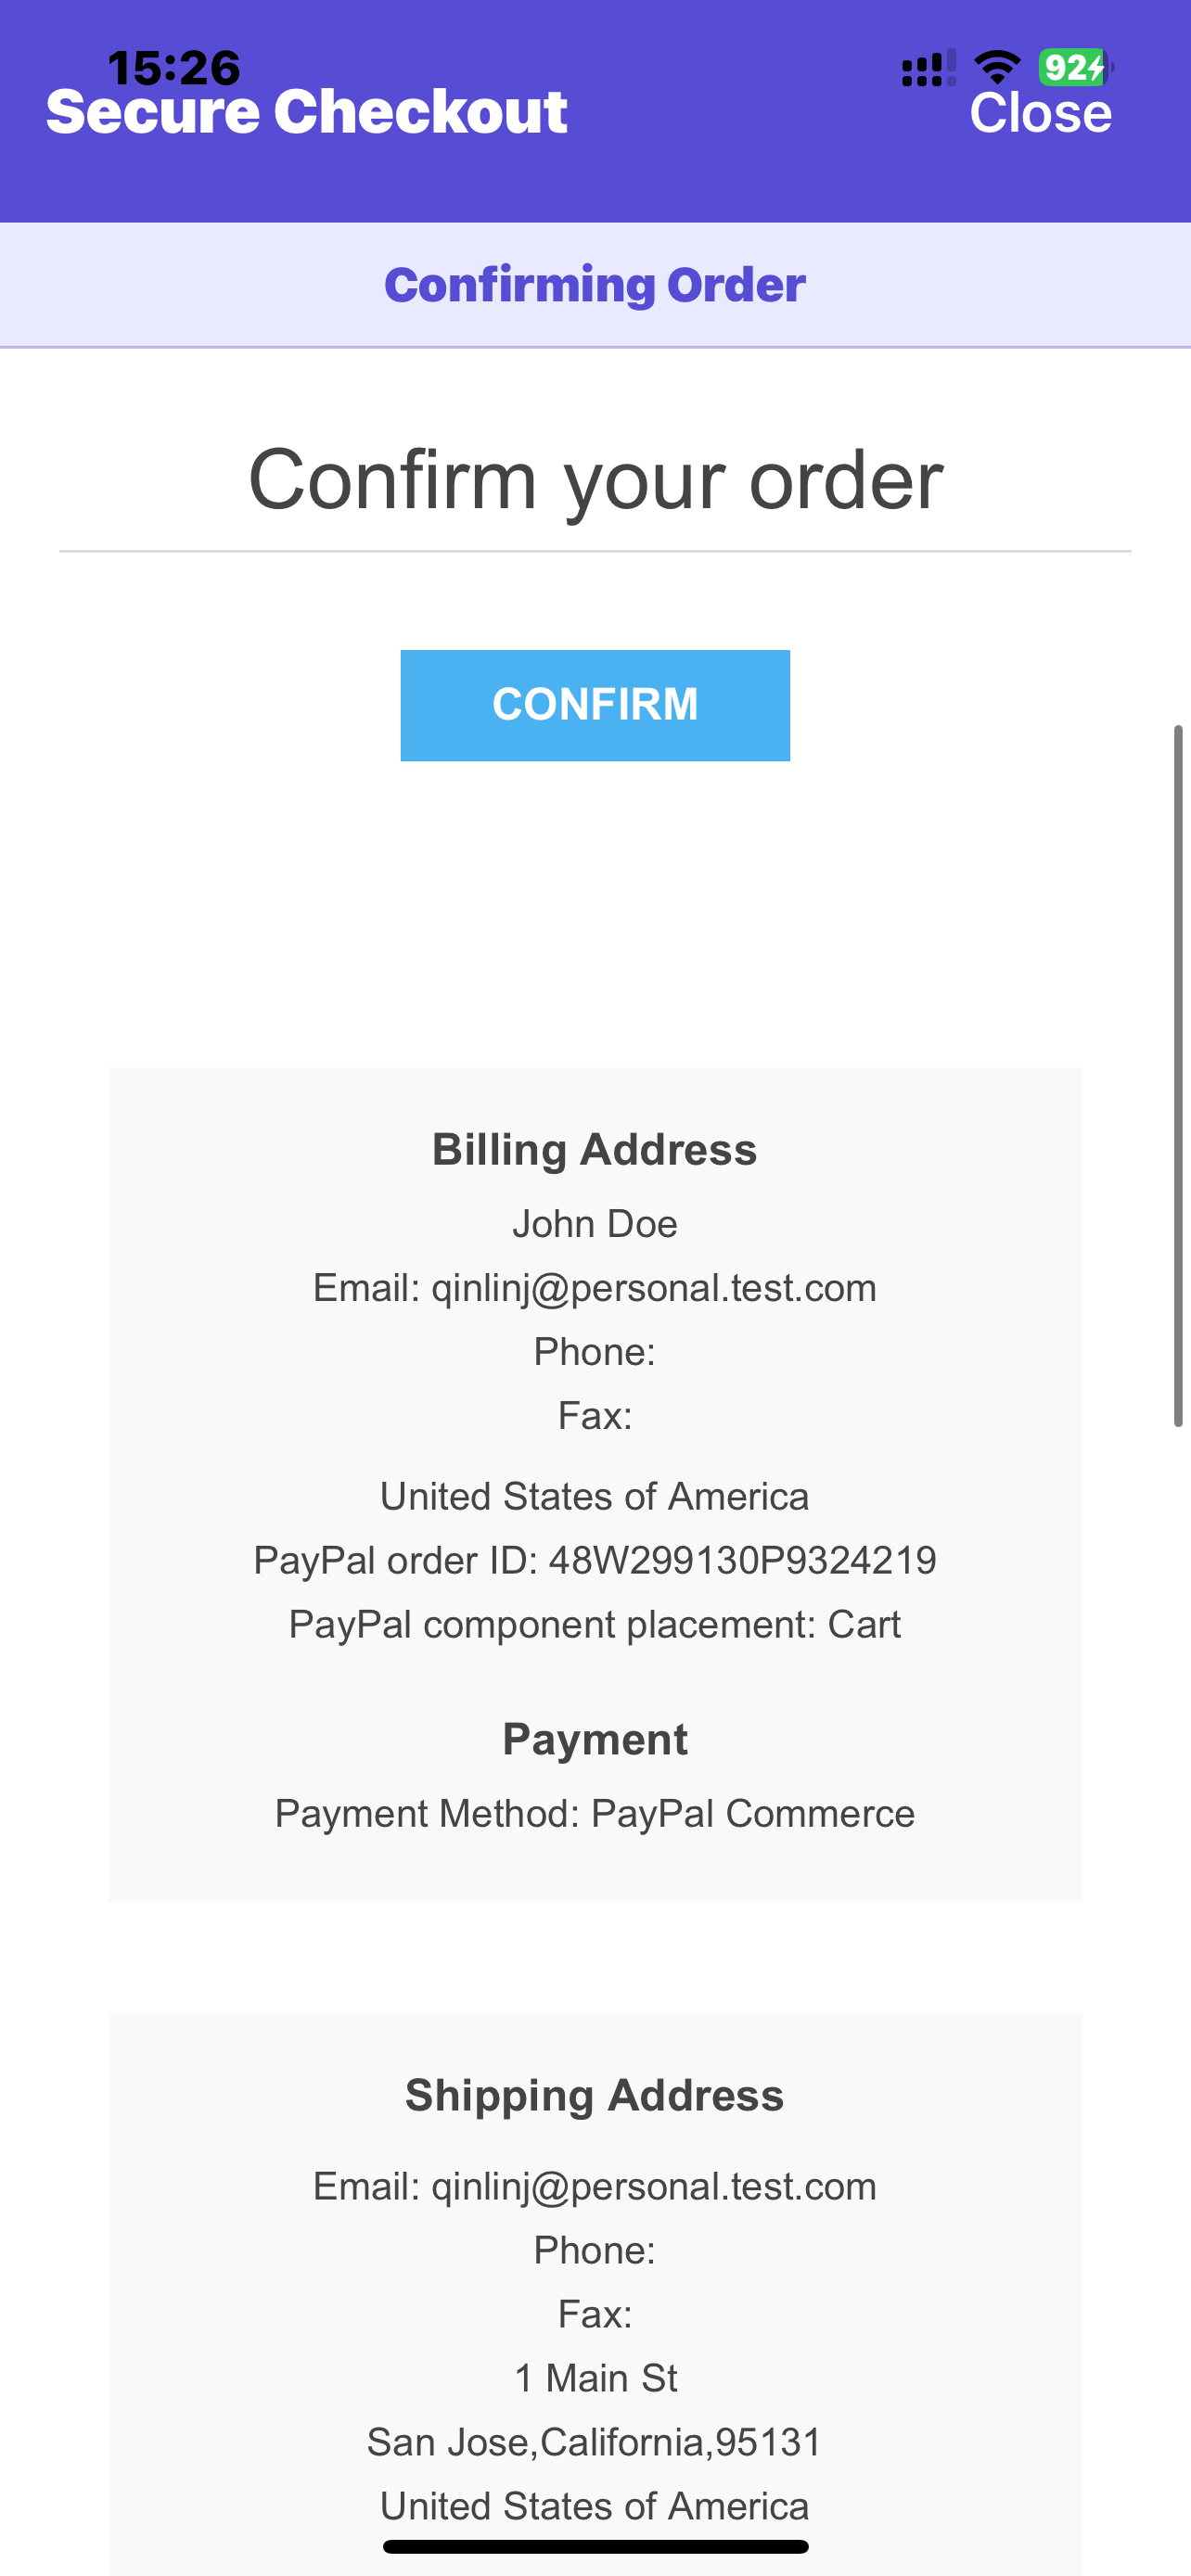 15:26
92
Secure Checkout
Close
Confirming Order
Confirm your order
CONFIRM
Billing Address
John Doe
Email: qinlinj@personal.test.com
Phone:
Fax:
United States of America
PayPal order ID: 48W299130P9324219
PayPal component placement: Cart
Payment
Payment Method: PayPal Commerce
Shipping Address
Email: qinlinj@personal.test.com
Phone:
Fax:
1 Main St
San Jose,California,95131
United States of America